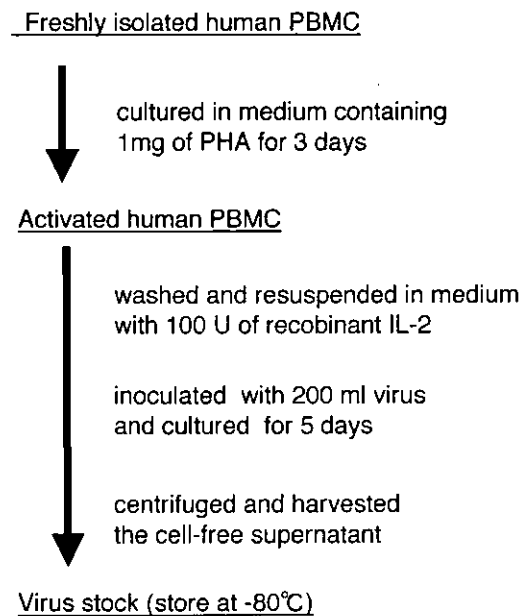 Freshly isolated human PBMC
cultured in medium containing
1mg of PHA for 3 days
Activated human PBMC
washed and resuspended in medium
with 100 U of recobinant IL-2
inoculated with 200 ml virus
and cultured for 5 days
centrifuged and harvested
the cell-free supernatant
Virus stock (store at -80℃)